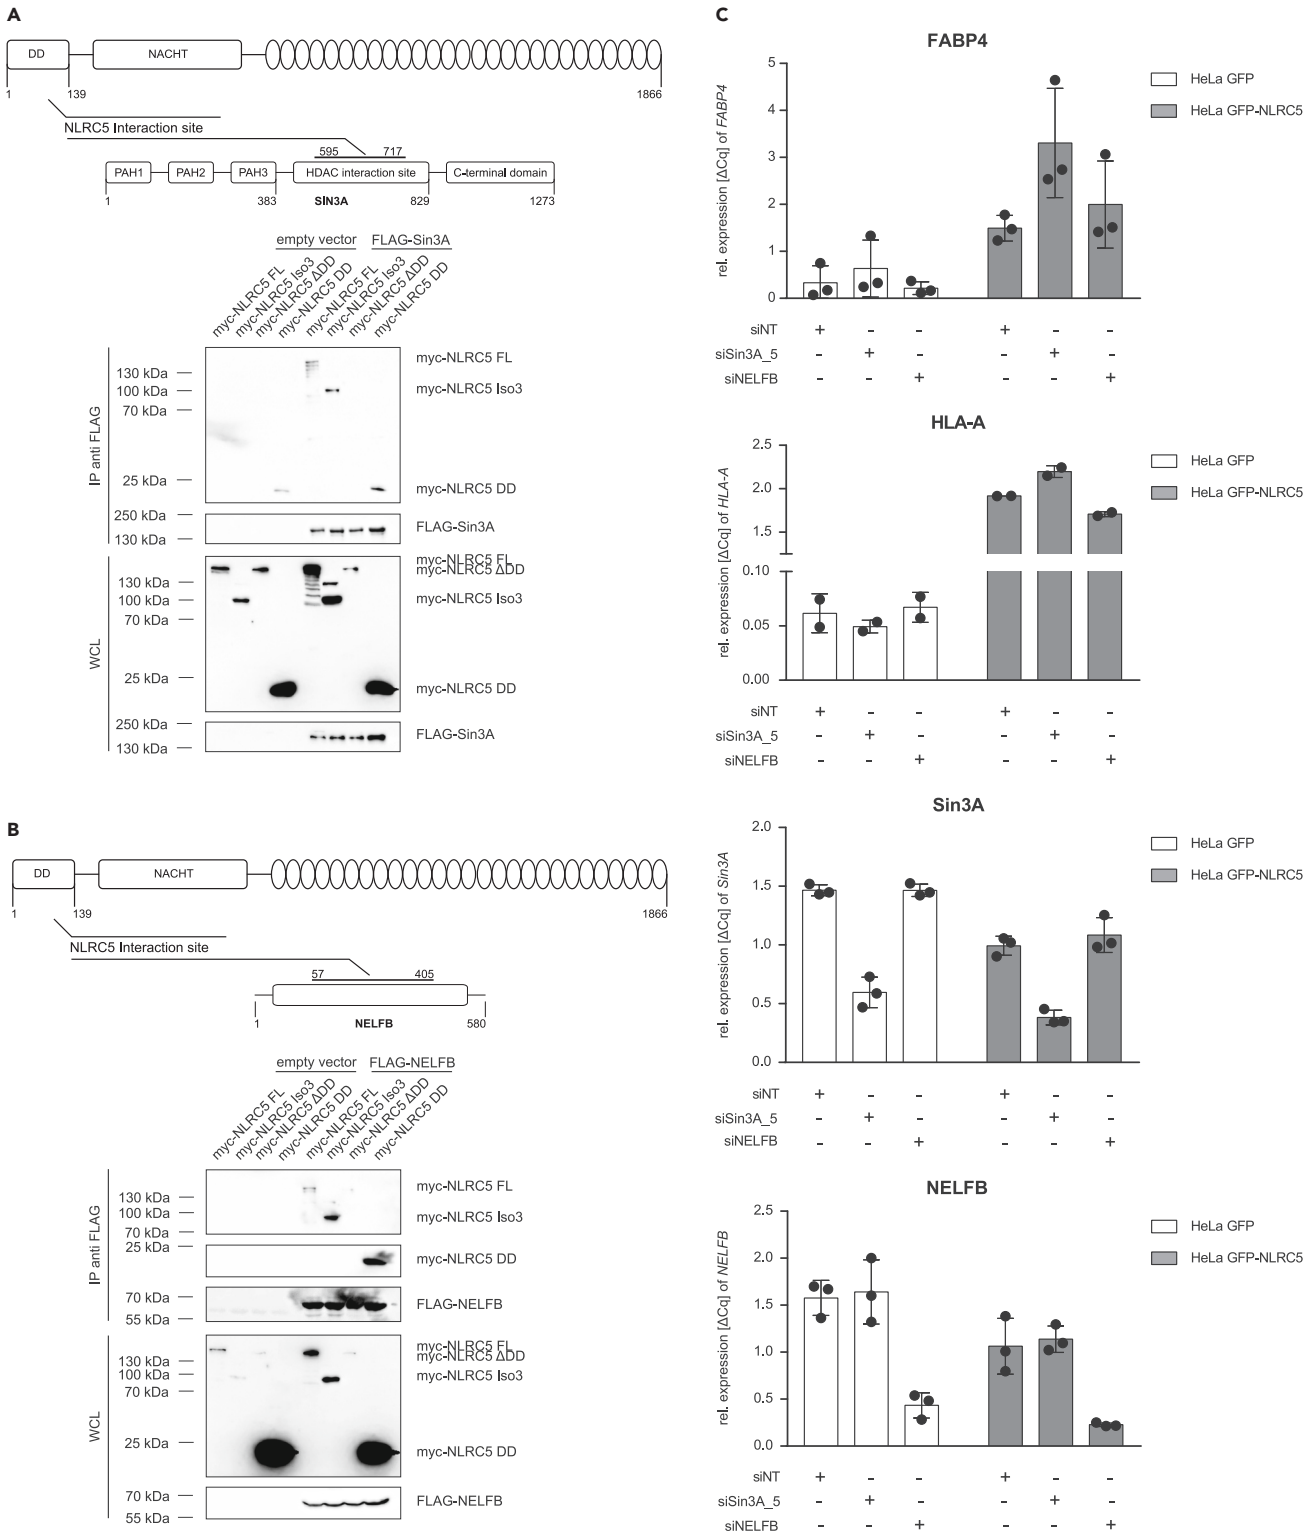 A
DD
NACHT
1
139
1866
NLRC5 Interaction site
595
717
PAH1
PAH2
PAH3
HDAC interaction site
C-terminal domain
1
383
SIN3A
829
1273
empty vector
FLAG-Sin3A
myc-NLRC5 FL
myc-NLRC5 Iso3
myc-NLRC5 ΔDD
myc-NLRC5 DD
myc-NLRC5 FL
myc-NLRC5 Iso3
myc-NLRC5 ΔDD
myc-NLRC5 DD
IP anti FLAG
130 kDa
100 kDa
70 kDa
25 kDa
250 kDa
130 kDa
myc-NLRC5 FL
myc-NLRC5 Iso3
myc-NLRC5 DD
FLAG-Sin3A
WCL
130 kDa
100 kDa
70 kDa
25 kDa
250 kDa
130 kDa
myc-NLRC5 FL
myc-NLRC5 ΔDD
myc-NLRC5 Iso3
myc-NLRC5 DD
FLAG-Sin3A
B
DD
NACHT
1
139
1866
NLRC5 Interaction site
57
405
1
NELFB
580
empty vector
FLAG-NELFB
myc-NLRC5 FL
myc-NLRC5 Iso3
myc-NLRC5 ΔDD
myc-NLRC5 DD
myc-NLRC5 FL
myc-NLRC5 Iso3
myc-NLRC5 ΔDD
myc-NLRC5 DD
IP anti FLAG
130 kDa
100 kDa
70 kDa
25 kDa
70 kDa
55 kDa
myc-NLRC5 FL
myc-NLRC5 Iso3
myc-NLRC5 DD
FLAG-NELFB
WCL
130 kDa
100 kDa
70 kDa
25 kDa
70 kDa
55 kDa
myc-NLRC5 FL
myc-NLRC5 ΔDD
myc-NLRC5 Iso3
myc-NLRC5 DD
FLAG-NELFB
C
FABP4
rel. expression [ΔCq] of FABP4
5
4
3
2
1
0
HeLa GFP
HeLa GFP-NLRC5
siNT + - - + - -
siSin3A_5 - + - - + -
siNELFB - - + - - +
HLA-A
rel. expression [ΔCq] of HLA-A
2.5
2.0
1.5
0.10
0.05
0.00
HeLa GFP
HeLa GFP-NLRC5
siNT + - - + - -
siSin3A_5 - + - - + -
siNELFB - - + - - +
Sin3A
rel. expression [ΔCq] of Sin3A
2.0
1.5
1.0
0.5
0.0
HeLa GFP
HeLa GFP-NLRC5
siNT + - - + - -
siSin3A_5 - + - - + -
siNELFB - - + - - +
NELFB
rel. expression [ΔCq] of NELFB
2.5
2.0
1.5
1.0
0.5
0.0
HeLa GFP
HeLa GFP-NLRC5
siNT + - - + - -
siSin3A_5 - + - - + -
siNELFB - - + - - +